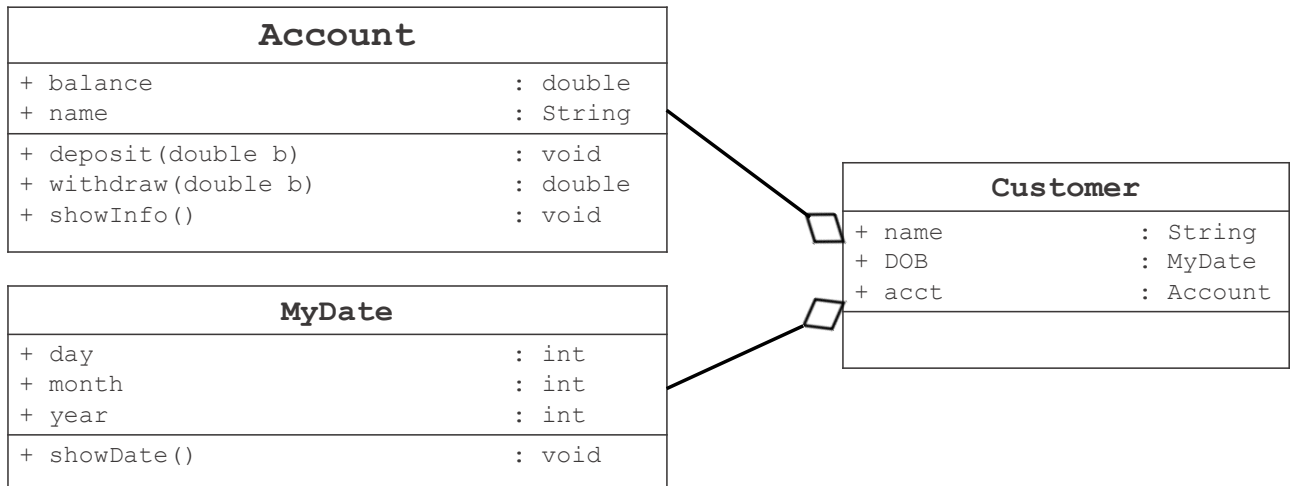 Account
+ balance : double
+ name : String
+ deposit(double b) : void
+ withdraw(double b) : double
+ showInfo() : void
Customer
+ name : String
+ DOB : MyDate
+ acct : Account
MyDate
+ day : int
+ month : int
+ year : int
+ showDate() : void